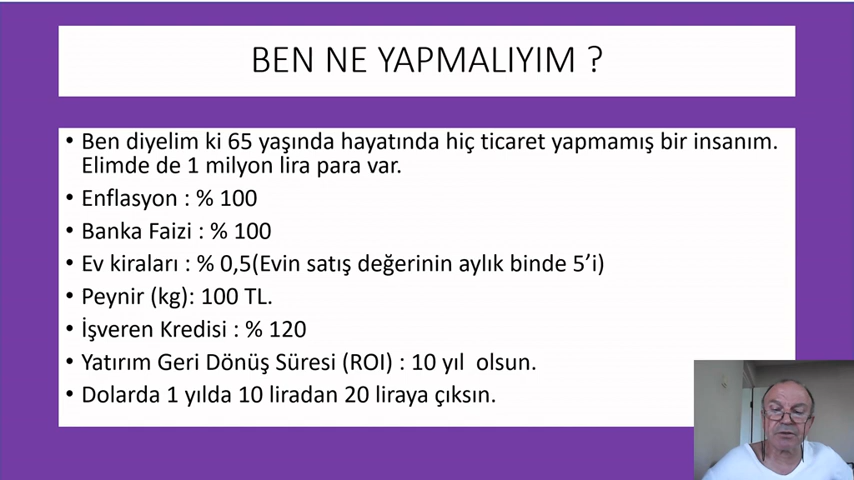 BEN NE YAPMALIYIM ?
• Ben diyelim ki 65 yaşında hayatında hiç ticaret yapmamış bir insanım.
Elimde de 1 milyon lira para var.
• Enflasyon : % 100
• Banka Faizi : % 100
• Ev kiraları : % 0,5(Evin satış değerinin aylık binde 5'i)
• Peynir (kg): 100 TL.
• İşveren Kredisi : % 120
• Yatırım Geri Dönüş Süresi (ROI) : 10 yıl  olsun.
• Dolarda 1 yılda 10 liradan 20 liraya çıksın.